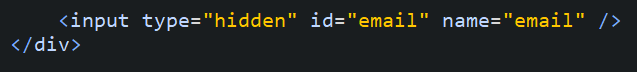 <input type="hidden" id="email" name="email" />
</div>